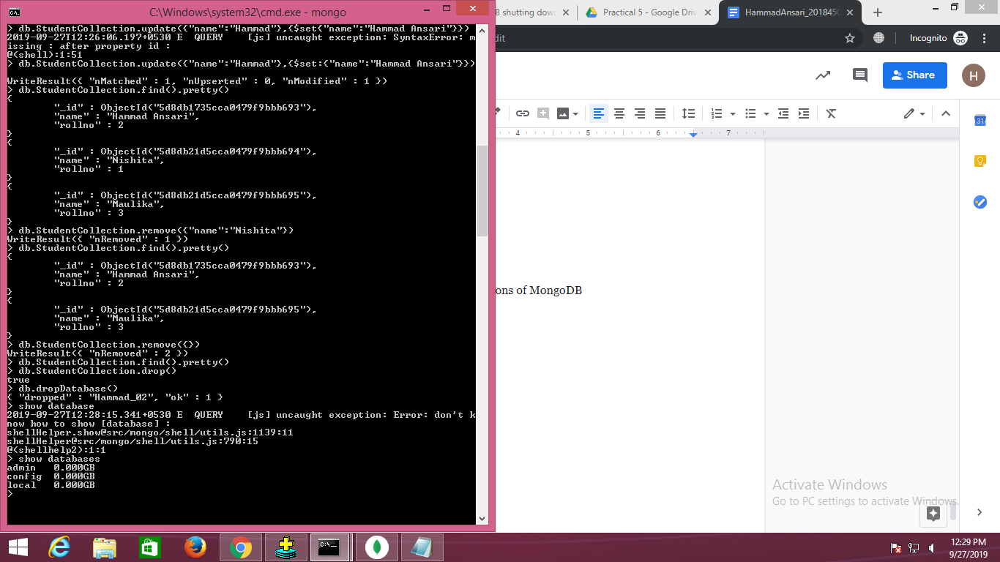 C:\Windows\system32\cmd.exe - mongo
> db.StudentCollection.update({"name":"Hammad"},{$set{"name":"Hammad Ansari"}})
2019-09-27T12:26:06.197+0530 E  QUERY    [js] uncaught exception: SyntaxError: m
issing : after property id :
@(shell):1:51
> db.StudentCollection.update({"name":"Hammad"},{$set:{"name":"Hammad Ansari"}})
WriteResult({ "nMatched" : 1, "nUpserted" : 0, "nModified" : 1 })
> db.StudentCollection.find().pretty()
{
"_id" : ObjectId("5d8db1735cca0479f9bbb693"),
"name" : "Hammad Ansari",
"rollno" : 2
}
{
"_id" : ObjectId("5d8db21d5cca0479f9bbb694"),
"name" : "Nishita",
"rollno" : 1
}
{
"_id" : ObjectId("5d8db21d5cca0479f9bbb695"),
"name" : "Maulika",
"rollno" : 3
}
> db.StudentCollection.remove({"name":"Nishita"})
WriteResult({ "nRemoved" : 1 })
> db.StudentCollection.find().pretty()
{
"_id" : ObjectId("5d8db1735cca0479f9bbb693"),
"name" : "Hammad Ansari",
"rollno" : 2
}
{
"_id" : ObjectId("5d8db21d5cca0479f9bbb695"),
"name" : "Maulika",
"rollno" : 3
}
> db.StudentCollection.remove({})
WriteResult({ "nRemoved" : 2 })
> db.StudentCollection.find().pretty()
> db.StudentCollection.drop()
true
> db.dropDatabase()
{ "dropped" : "Hammad_02", "ok" : 1 }
> show database
2019-09-27T12:28:15.341+0530 E  QUERY    [js] uncaught exception: Error: don't k
now how to show [database] :
shellHelper.show@src/mongo/shell/utils.js:1139:11
shellHelper@src/mongo/shell/utils.js:790:15
@(shellhelp2):1:1
> show databases
admin   0.000GB
config  0.000GB
local   0.000GB
>
B shutting down
Practical 5 - Google Driv
HammadAnsari_2018450
dit
Incognito
Share
H
4 5 6 7
31
ons of MongoDB
Activate Windows
Go to PC settings to activate Windows.
12:29 PM
9/27/2019